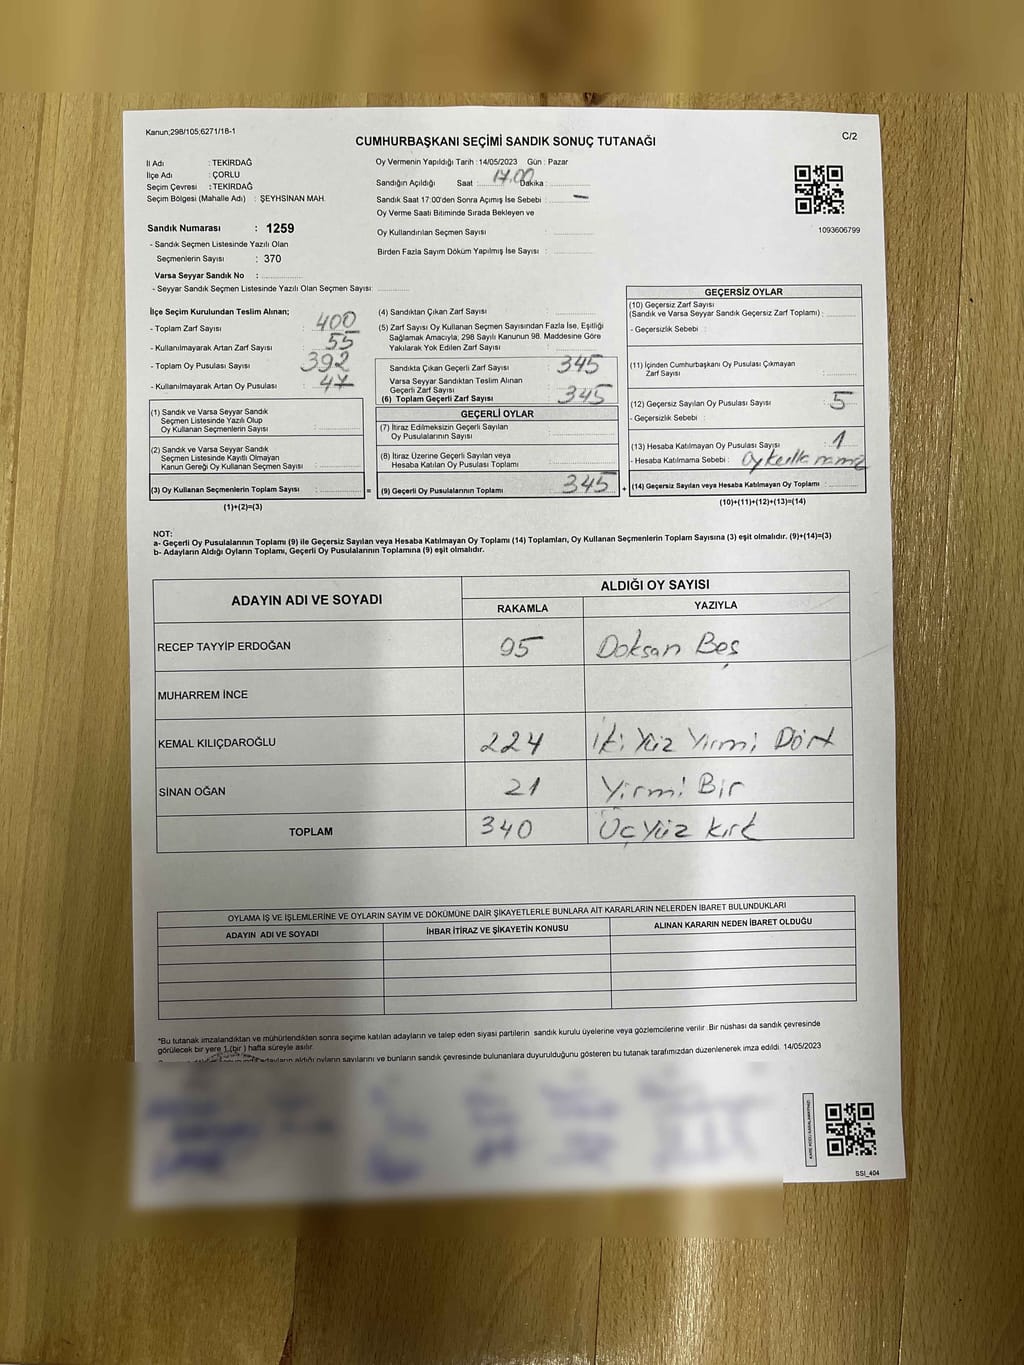 Kanun;298/105;6271/18-1
C/2
CUMHURBAŞKANI SEÇİMİ SANDIK SONUÇ TUTANAĞI
İl Adı : TEKİRDAĞ
İlçe Adı : ÇORLU
Seçim Çevresi : TEKİRDAĞ
Seçim Bölgesi (Mahalle Adı) : ŞEYHSİNAN MAH.
Sandık Numarası : 1259
- Sandık Seçmen Listesinde Yazılı Olan
Seçmenlerin Sayısı : 370
Varsa Seyyar Sandık No : ............
- Seyyar Sandık Seçmen Listesinde Yazılı Olan Seçmen Sayısı: ............
Oy Vermenin Yapıldığı Tarih : 14/05/2023 Gün : Pazar
Sandığın Açıldığı Saat : 17.00 Dakika : ............
Sandık Saat 17:00'den Sonra Açımış İse Sebebi : —
Oy Verme Saati Bitiminde Sırada Bekleyen ve
Oy Kullandırılan Seçmen Sayısı : ............
Birden Fazla Sayım Döküm Yapılmış İse Sayısı : ............
1093606799
İlçe Seçim Kurulundan Teslim Alınan;
- Toplam Zarf Sayısı : 400
- Kullanılmayarak Artan Zarf Sayısı : 55
- Toplam Oy Pusulası Sayısı : 392
- Kullanılmayarak Artan Oy Pusulası : 47
(1) Sandık ve Varsa Seyyar Sandık
Seçmen Listesinde Yazılı Olup
Oy Kullanan Seçmenlerin Sayısı : ............
(2) Sandık ve Varsa Seyyar Sandık
Seçmen Listesinde Kayıtlı Olmayan
Kanun Gereği Oy Kullanan Seçmen Sayısı : ............
(3) Oy Kullanan Seçmenlerin Toplam Sayısı : ............
(1)+(2)=(3)
=
(4) Sandıktan Çıkan Zarf Sayısı : ............
(5) Zarf Sayısı Oy Kullanan Seçmen Sayısından Fazla İse, Eşitliği
Sağlamak Amacıyla; 298 Sayılı Kanunun 98. Maddesine Göre
Yakılarak Yok Edilen Zarf Sayısı : ............
Sandıkta Çıkan Geçerli Zarf Sayısı : 345
Varsa Seyyar Sandıktan Teslim Alınan
Geçerli Zarf Sayısı : ............
(6) Toplam Geçerli Zarf Sayısı : 345
GEÇERLİ OYLAR
(7) İtiraz Edilmeksizin Geçerli Sayılan
Oy Pusulalarının Sayısı : ............
(8) İtiraz Üzerine Geçerli Sayılan veya
Hesaba Katılan Oy Pusulası Toplamı : ............
(9) Geçerli Oy Pusulalarının Toplamı : 345
+
GEÇERSİZ OYLAR
(10) Geçersiz Zarf Sayısı
(Sandık ve Varsa Seyyar Sandık Geçersiz Zarf Toplamı) : ............
- Geçersizlik Sebebi :
(11) İçinden Cumhurbaşkanı Oy Pusulası Çıkmayan
Zarf Sayısı : ............
(12) Geçersiz Sayılan Oy Pusulası Sayısı : 5
- Geçersizlik Sebebi :
(13) Hesaba Katılmayan Oy Pusulası Sayısı : 1
- Hesaba Katılmama Sebebi : Oy
(14) Geçersiz Sayılan veya Hesaba Katılmayan Oy Toplamı : ............
(10)+(11)+(12)+(13)=(14)
NOT:
a- Geçerli Oy Pusulalarının Toplamı (9) ile Geçersiz Sayılan veya Hesaba Katılmayan Oy Toplamı (14) Toplamları, Oy Kullanan Seçmenlerin Toplam Sayısına (3) eşit olmalıdır. (9)+(14)=(3)
b- Adayların Aldığı Oyların Toplamı, Geçerli Oy Pusulalarının Toplamına (9) eşit olmalıdır.
ADAYIN ADI VE SOYADI
ALDIĞI OY SAYISI
RAKAMLA YAZIYLA
RECEP TAYYİP ERDOĞAN 95 Doksan Beş
MUHARREM İNCE
KEMAL KILIÇDAROĞLU 224 İki Yüz Yirmi Dört
SİNAN OĞAN 21 Yirmi Bir
TOPLAM 340 Üç Yüz Kırk
OYLAMA İŞ VE İŞLEMLERİNE VE OYLARIN SAYIM VE DÖKÜMÜNE DAİR ŞİKAYETLERLE BUNLARA AİT KARARLARIN NELERDEN İBARET BULUNDUKLARI
ADAYIN ADI VE SOYADI İHBAR İTİRAZ VE ŞİKAYETİN KONUSU ALINAN KARARIN NEDEN İBARET OLDUĞU
*Bu tutanak imzalandıktan ve mühürlendikten sonra seçime katılan adayların ve talep eden siyasi partilerin sandık kurulu üyelerine veya gözlemcilerine verilir. Bir nüshası da sandık çevresinde
görülecek bir yere 1 (bir ) hafta süreyle asılır.
adayların aldığı oyların sayılarını ve bunların sandık çevresinde bulunanlara duyurulduğunu gösteren bu tutanak tarafımızdan düzenlenerek imza edildi. 14/05/2023
SSI_404